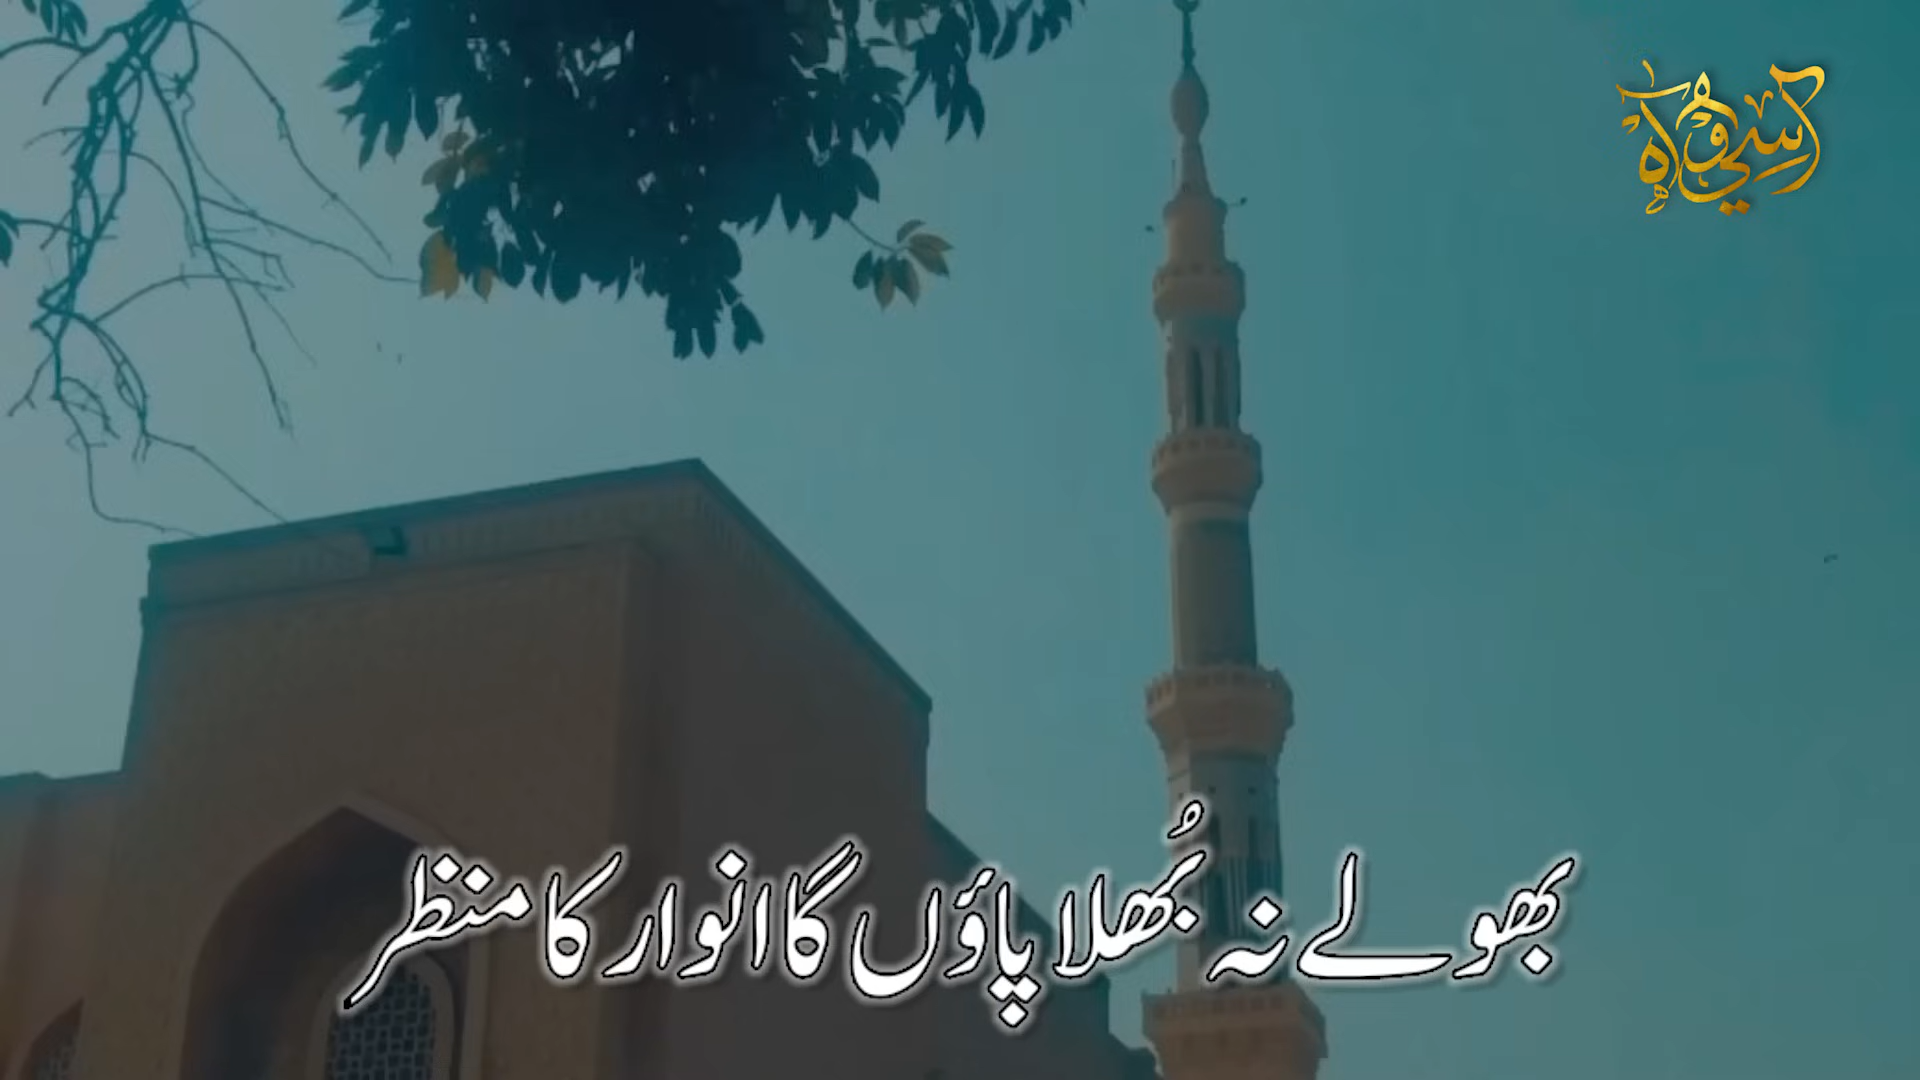 بھولے نہ بُھلا پاؤں گا انوار کا منظر